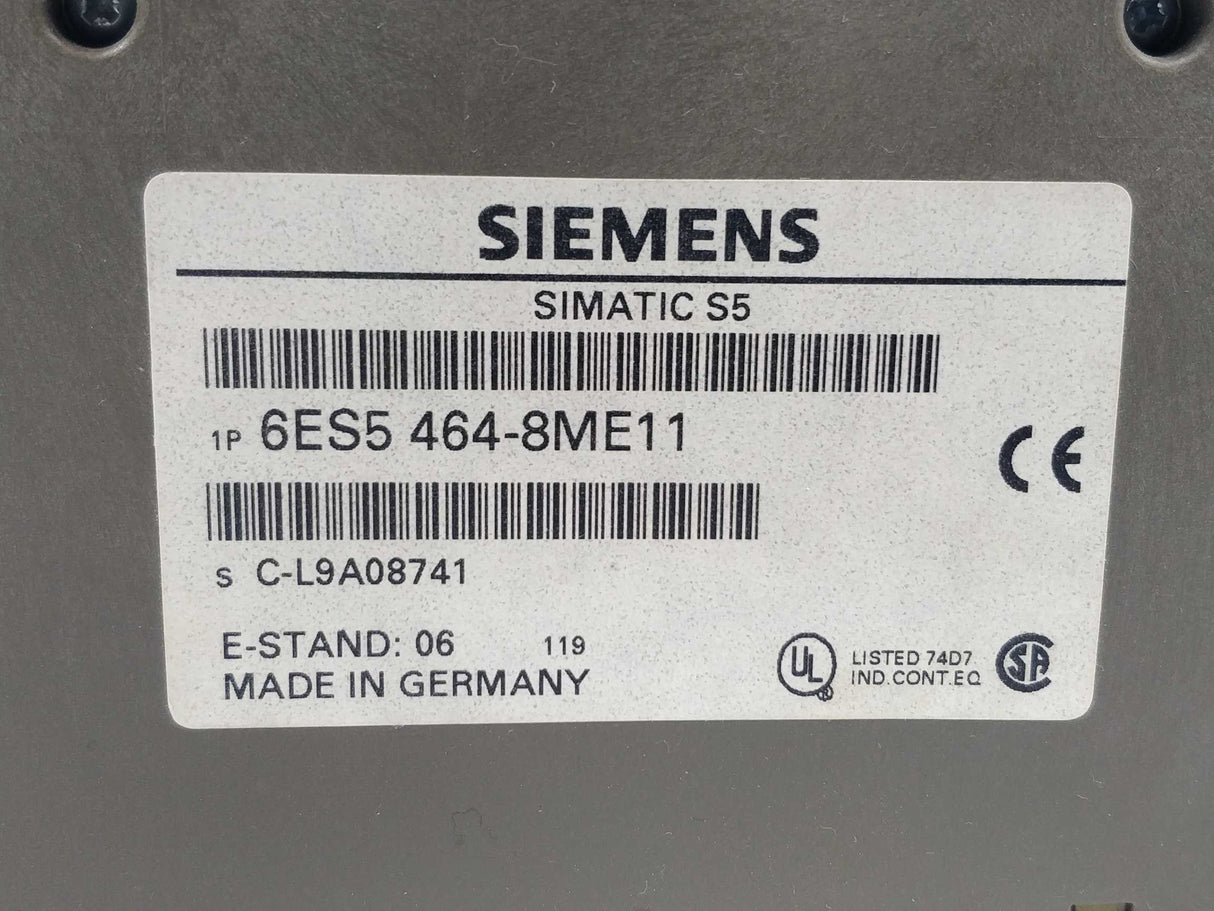 SIEMENS
SIMATIC S5
1P 6ES5 464-8ME11
CE
S C-L9A08741
E-STAND: 06 119
MADE IN GERMANY
UL LISTED 74D7
IND.CONT.EQ
SA